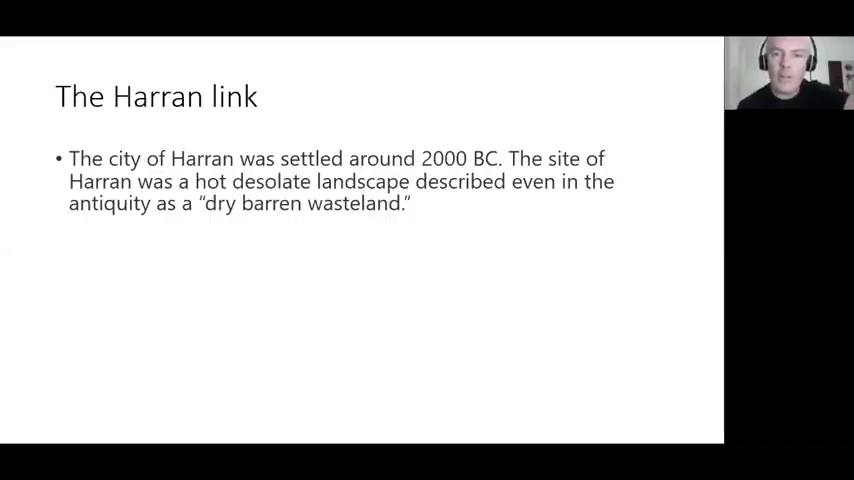 The Harran link
• The city of Harran was settled around 2000 BC. The site of
Harran was a hot desolate landscape described even in the
antiquity as a “dry barren wasteland.”